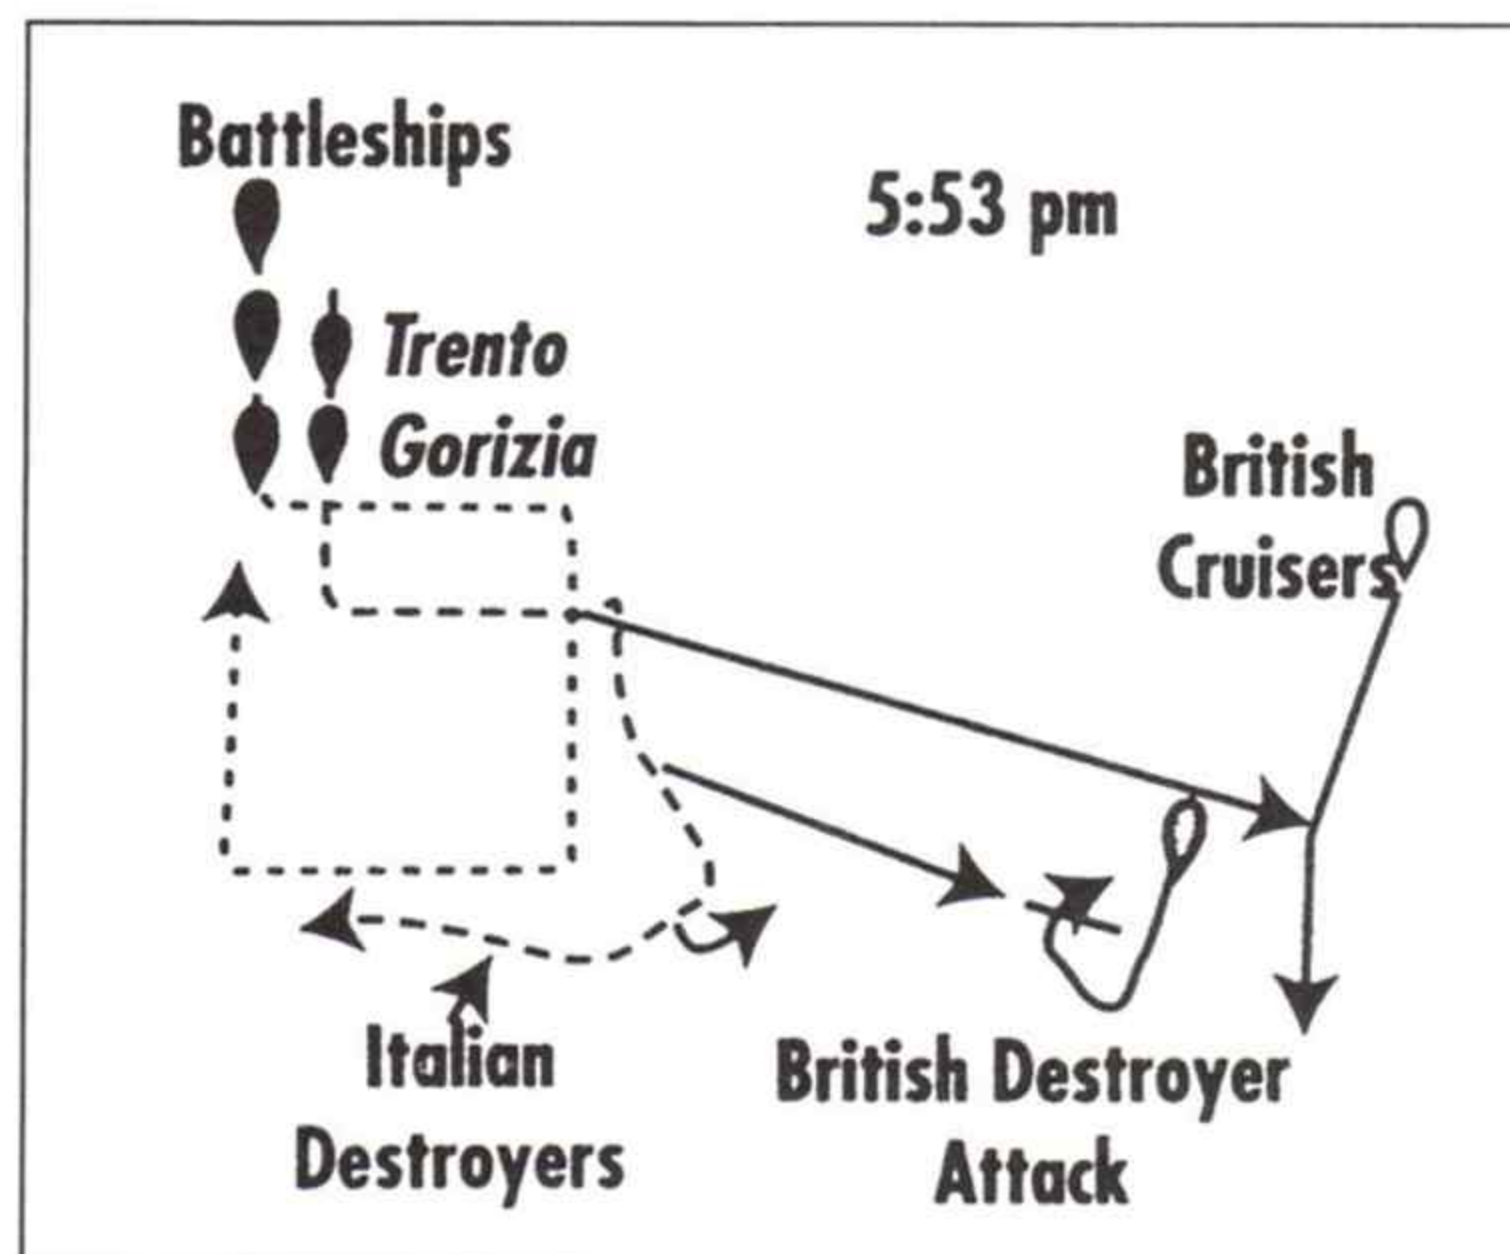 Battleships
5:53 pm
Trento
Gorizia
British
Cruisers
Italian
Destroyers
British Destroyer
Attack